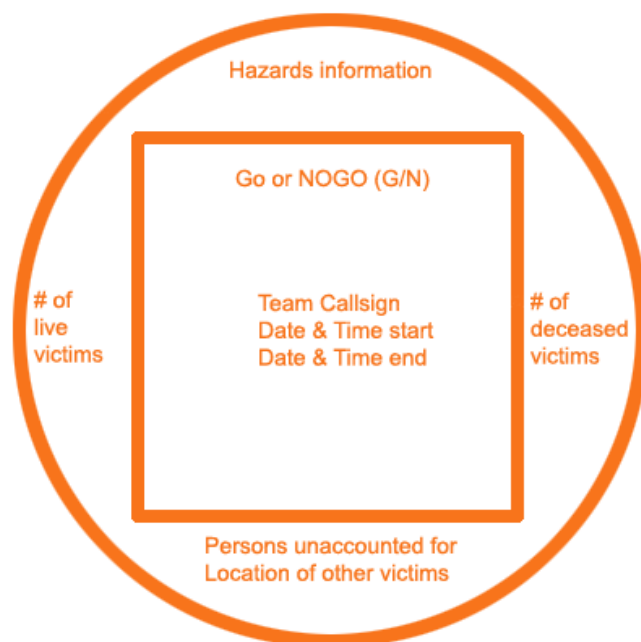 Hazards information
Go or NOGO (G/N)
# of
live
victims
Team Callsign
Date & Time start
Date & Time end
# of
deceased
victims
Persons unaccounted for
Location of other victims